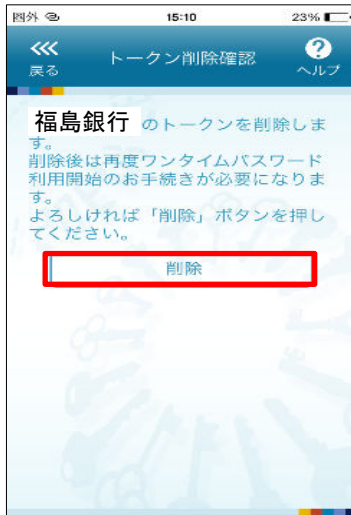 圏外 15:10 23%
戻る トークン削除確認 ? ヘルプ
福島銀行 のトークンを削除しま
す。
削除後は再度ワンタイムパスワード
利用開始のお手続きが必要になりま
す。
よろしければ「削除」ボタンを押し
てください。
削除